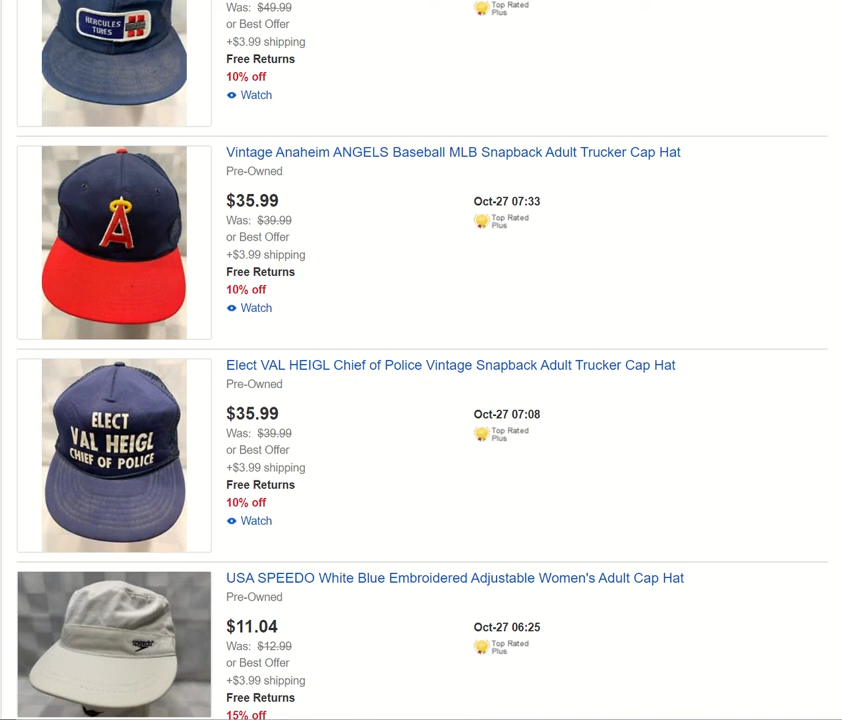 HERCULES
TIRES
Was: $49.99
or Best Offer
+$3.99 shipping
Free Returns
10% off
Watch
Top Rated
Plus
Vintage Anaheim ANGELS Baseball MLB Snapback Adult Trucker Cap Hat
Pre-Owned
A
$35.99
Oct-27 07:33
Was: $39.99
Top Rated
Plus
or Best Offer
+$3.99 shipping
Free Returns
10% off
Watch
Elect VAL HEIGL Chief of Police Vintage Snapback Adult Trucker Cap Hat
Pre-Owned
ELECT
VAL HEIGL
CHIEF OF POLICE
$35.99
Oct-27 07:08
Was: $39.99
Top Rated
Plus
or Best Offer
+$3.99 shipping
Free Returns
10% off
Watch
USA SPEEDO White Blue Embroidered Adjustable Women's Adult Cap Hat
Pre-Owned
speedo
$11.04
Oct-27 06:25
Was: $12.99
Top Rated
Plus
or Best Offer
+$3.99 shipping
Free Returns
15% off